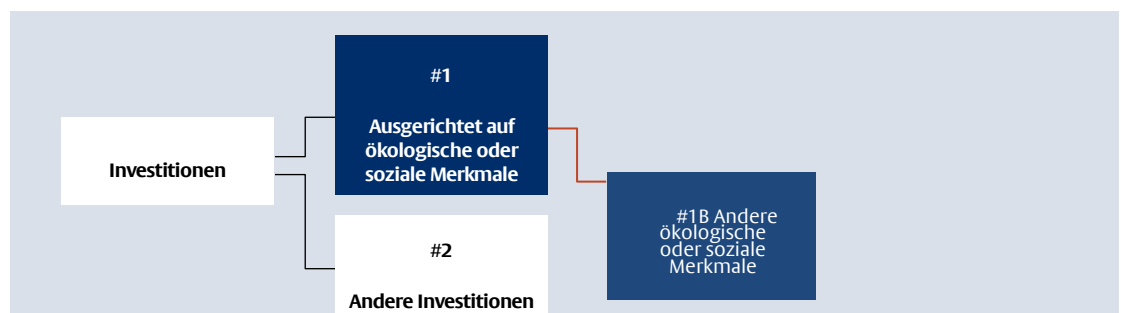 #1
Ausgerichtet auf
ökologische oder
soziale Merkmale
Investitionen
#1B Andere
ökologische
oder soziale
Merkmale
#2
Andere Investitionen